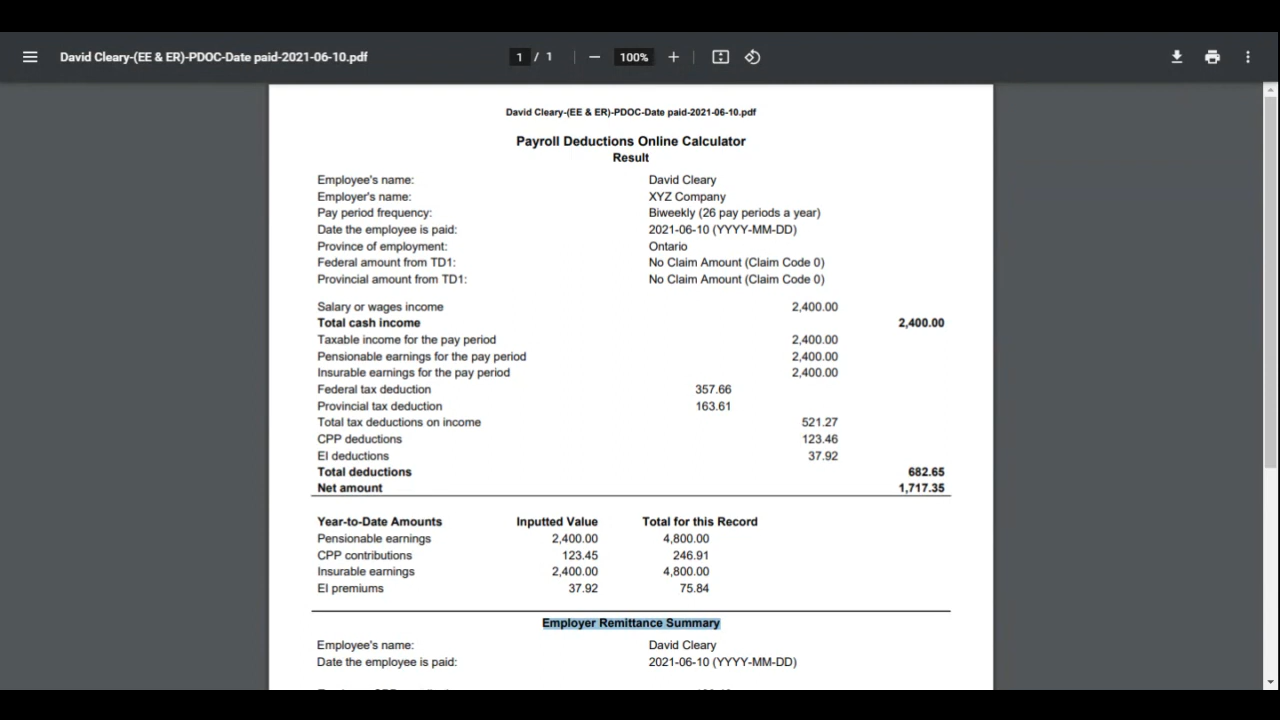 David Cleary-(EE & ER)-PDOC-Date paid-2021-06-10.pdf 1 / 1 — 100% +
David Cleary-(EE & ER)-PDOC-Date paid-2021-06-10.pdf
Payroll Deductions Online Calculator
Result
Employee's name: David Cleary
Employer's name: XYZ Company
Pay period frequency: Biweekly (26 pay periods a year)
Date the employee is paid: 2021-06-10 (YYYY-MM-DD)
Province of employment: Ontario
Federal amount from TD1: No Claim Amount (Claim Code 0)
Provincial amount from TD1: No Claim Amount (Claim Code 0)
Salary or wages income 2,400.00
Total cash income 2,400.00
Taxable income for the pay period 2,400.00
Pensionable earnings for the pay period 2,400.00
Insurable earnings for the pay period 2,400.00
Federal tax deduction 357.66
Provincial tax deduction 163.61
Total tax deductions on income 521.27
CPP deductions 123.46
EI deductions 37.92
Total deductions 682.65
Net amount 1,717.35
Year-to-Date Amounts Inputted Value Total for this Record
Pensionable earnings 2,400.00 4,800.00
CPP contributions 123.45 246.91
Insurable earnings 2,400.00 4,800.00
EI premiums 37.92 75.84
Employer Remittance Summary
Employee's name: David Cleary
Date the employee is paid: 2021-06-10 (YYYY-MM-DD)